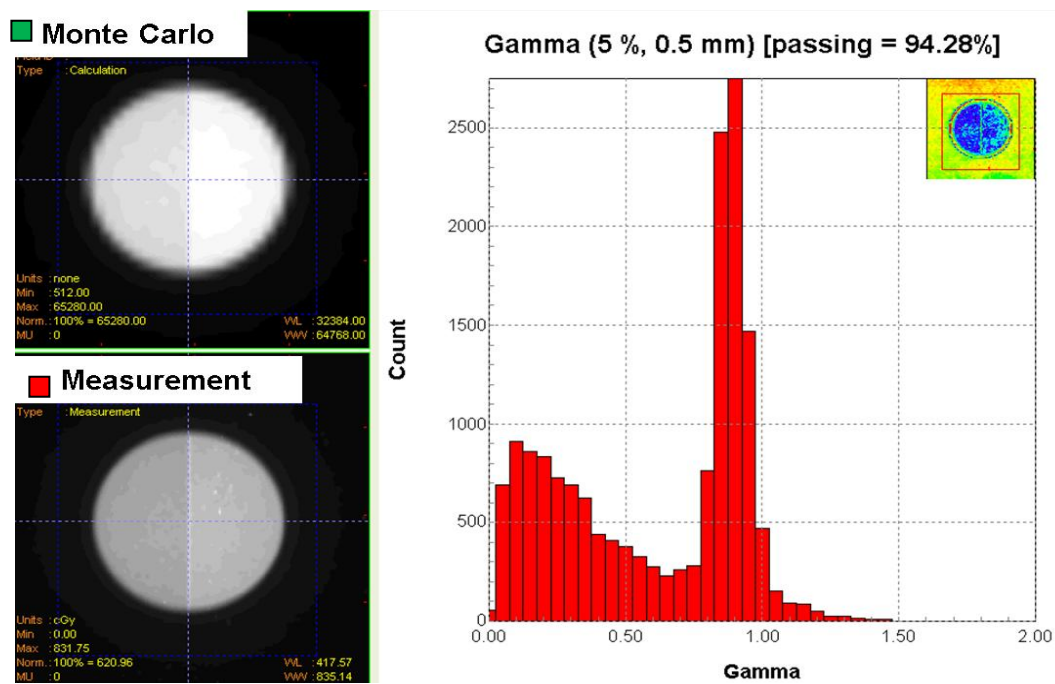 Monte Carlo
Type : Calculation
Units : none
Min : 512.00
Max : 65280.00
Norm. : 100% = 65280.00
MU : 0
WL : 32384.00
WW : 64768.00
Measurement
Type : Measurement
Units : cGy
Min : 0.00
Max : 831.75
Norm. : 100% = 620.96
MU : 0
WL : 417.57
WW : 835.14
Gamma (5 %, 0.5 mm) [passing = 94.28%]
Count
2500
2000
1500
1000
500
0
0.00
0.50
1.00
1.50
2.00
Gamma